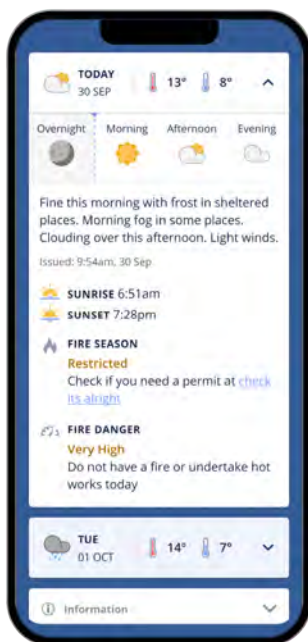 TODAY
30 SEP
13° 8°
Overnight Morning Afternoon Evening
Fine this morning with frost in sheltered
places. Morning fog in some places.
Clouding over this afternoon. Light winds.
Issued: 9:54am, 30 Sep
SUNRISE 6:51am
SUNSET 7:28pm
FIRE SEASON
Restricted
Check if you need a permit at check
its alright
FIRE DANGER
Very High
Do not have a fire or undertake hot
works today
TUE
01 OCT
14° 7°
Information